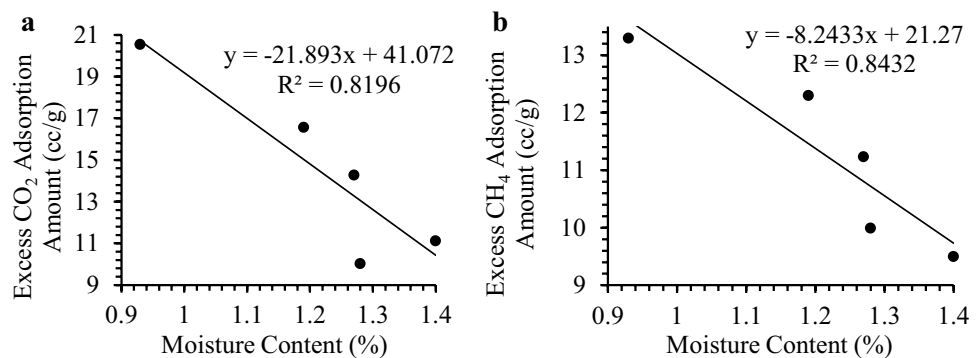 a
y = -21.893x + 41.072
R² = 0.8196
Excess CO₂ Adsorption
Amount (cc/g)
21
19
17
15
13
11
9
0.9 1 1.1 1.2 1.3 1.4
Moisture Content (%)
b
y = -8.2433x + 21.27
R² = 0.8432
Excess CH₄ Adsorption
Amount (cc/g)
13
12
11
10
9
0.9 1 1.1 1.2 1.3 1.4
Moisture Content (%)